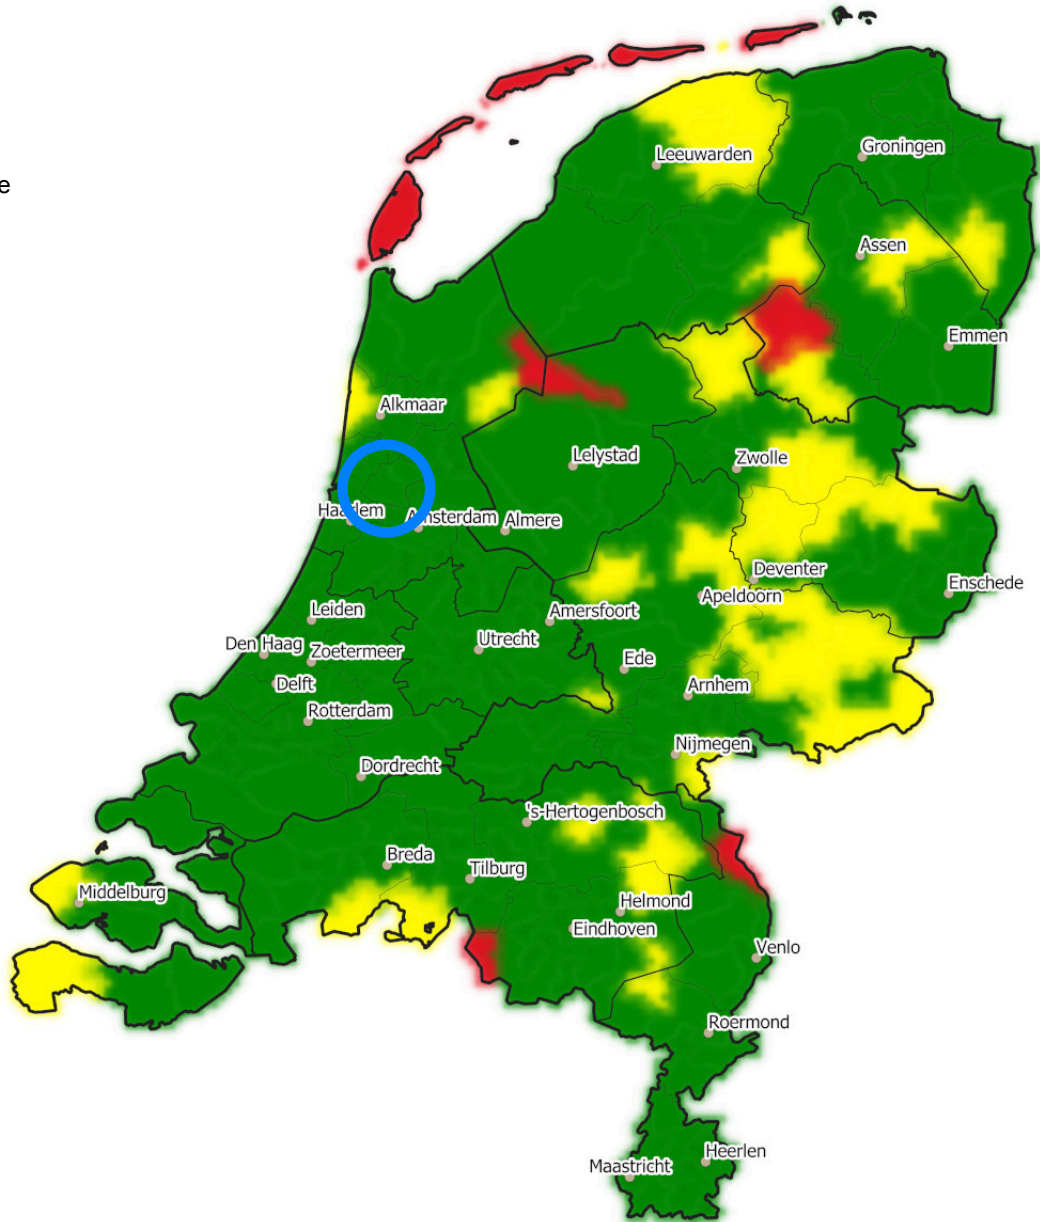 Groningen
Leeuwarden
e
Assen
Emmen
Alkmaar
Lelystad
Zwolle
Haarlem
Amsterdam
Almere
Deventer
Enschede
Apeldoorn
Leiden
Amersfoort
Den Haag
Zoetermeer
Utrecht
Ede
Delft
Arnhem
Rotterdam
Nijmegen
Dordrecht
's-Hertogenbosch
Breda
Tilburg
Middelburg
Helmond
Eindhoven
Venlo
Roermond
Heerlen
Maastricht